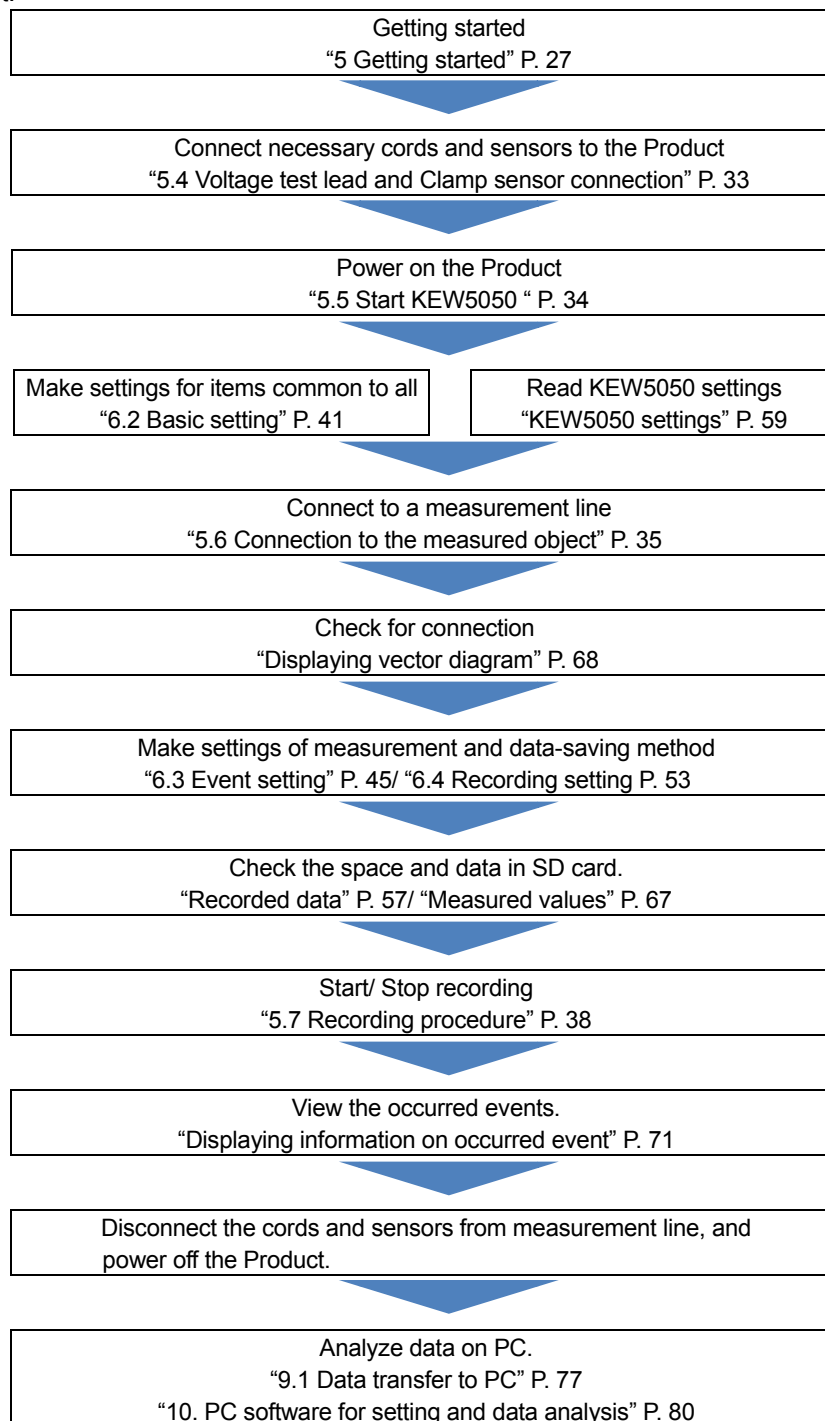 Getting started
“5 Getting started” P. 27
Connect necessary cords and sensors to the Product
“5.4 Voltage test lead and Clamp sensor connection” P. 33
Power on the Product
“5.5 Start KEW5050 “ P. 34
Make settings for items common to all
“6.2 Basic setting” P. 41
Read KEW5050 settings
“KEW5050 settings” P. 59
Connect to a measurement line
“5.6 Connection to the measured object” P. 35
Check for connection
“Displaying vector diagram” P. 68
Make settings of measurement and data-saving method
“6.3 Event setting” P. 45/ “6.4 Recording setting P. 53
Check the space and data in SD card.
“Recorded data” P. 57/ “Measured values” P. 67
Start/ Stop recording
“5.7 Recording procedure” P. 38
View the occurred events.
“Displaying information on occurred event” P. 71
Disconnect the cords and sensors from measurement line, and
power off the Product.
Analyze data on PC.
“9.1 Data transfer to PC” P. 77
“10. PC software for setting and data analysis” P. 80